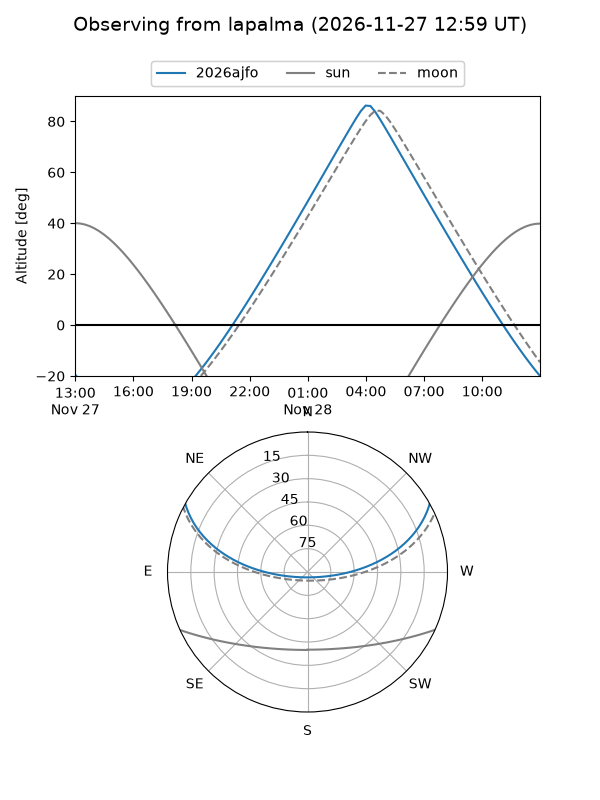 Observing from lapalma (2026-11-27 12:59 UT)
2026ajfo sun moon
Altitude [deg]
80
60
40
20
0
−20
13:00 16:00 19:00 22:00 01:00 04:00 07:00 10:00
Nov 27 Nov 28
N
NE NW
15
30
45
60
75
E W
SE SW
S